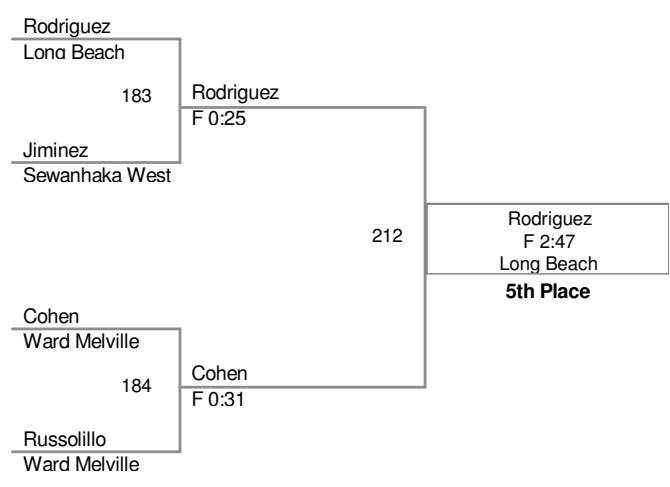 Rodriguez
Long Beach
183
Rodriguez
F 0:25
Jiminez
Sewanhaka West
212
Rodriguez
F 2:47
Long Beach
5th Place
Cohen
Ward Melville
184
Cohen
F 0:31
Russolillo
Ward Melville